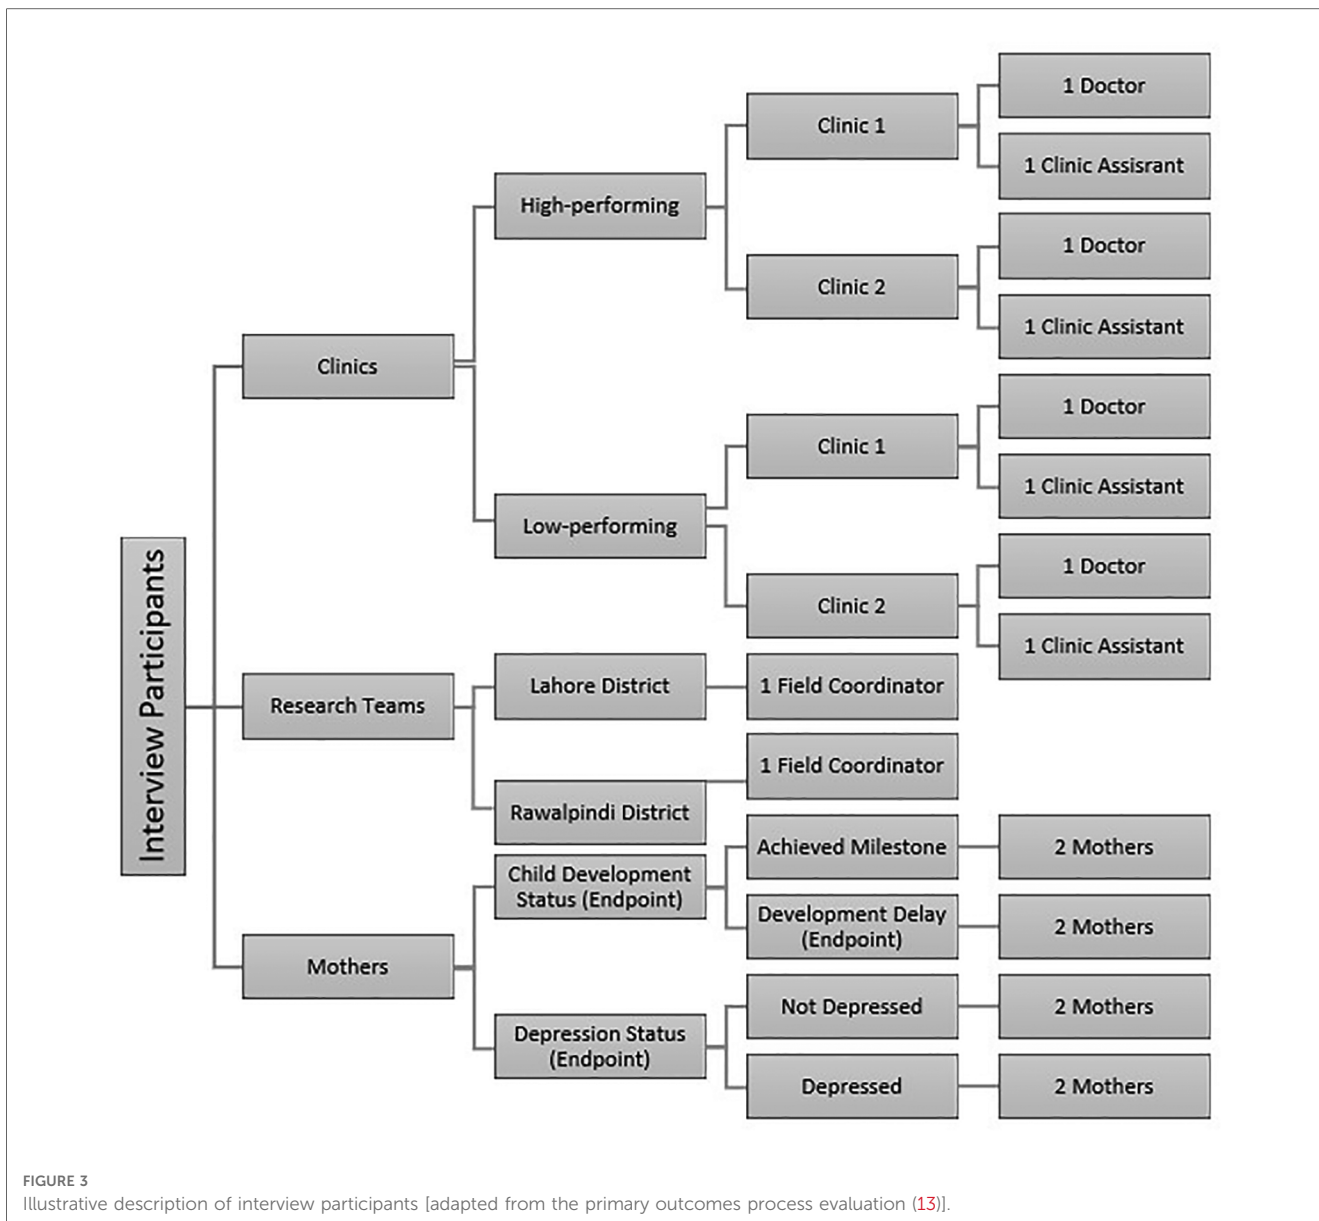 Interview Participants
Clinics
High-performing
Clinic 1
1 Doctor
1 Clinic Assisrant
Clinic 2
1 Doctor
1 Clinic Assistant
Low-performing
Clinic 1
1 Doctor
1 Clinic Assistant
Clinic 2
1 Doctor
1 Clinic Assistant
Research Teams
Lahore District
1 Field Coordinator
Rawalpindi District
1 Field Coordinator
Mothers
Child Development
Status (Endpoint)
Achieved Milestone
2 Mothers
Development Delay
(Endpoint)
2 Mothers
Depression Status
(Endpoint)
Not Depressed
2 Mothers
Depressed
2 Mothers
FIGURE 3
Illustrative description of interview participants [adapted from the primary outcomes process evaluation (13)].